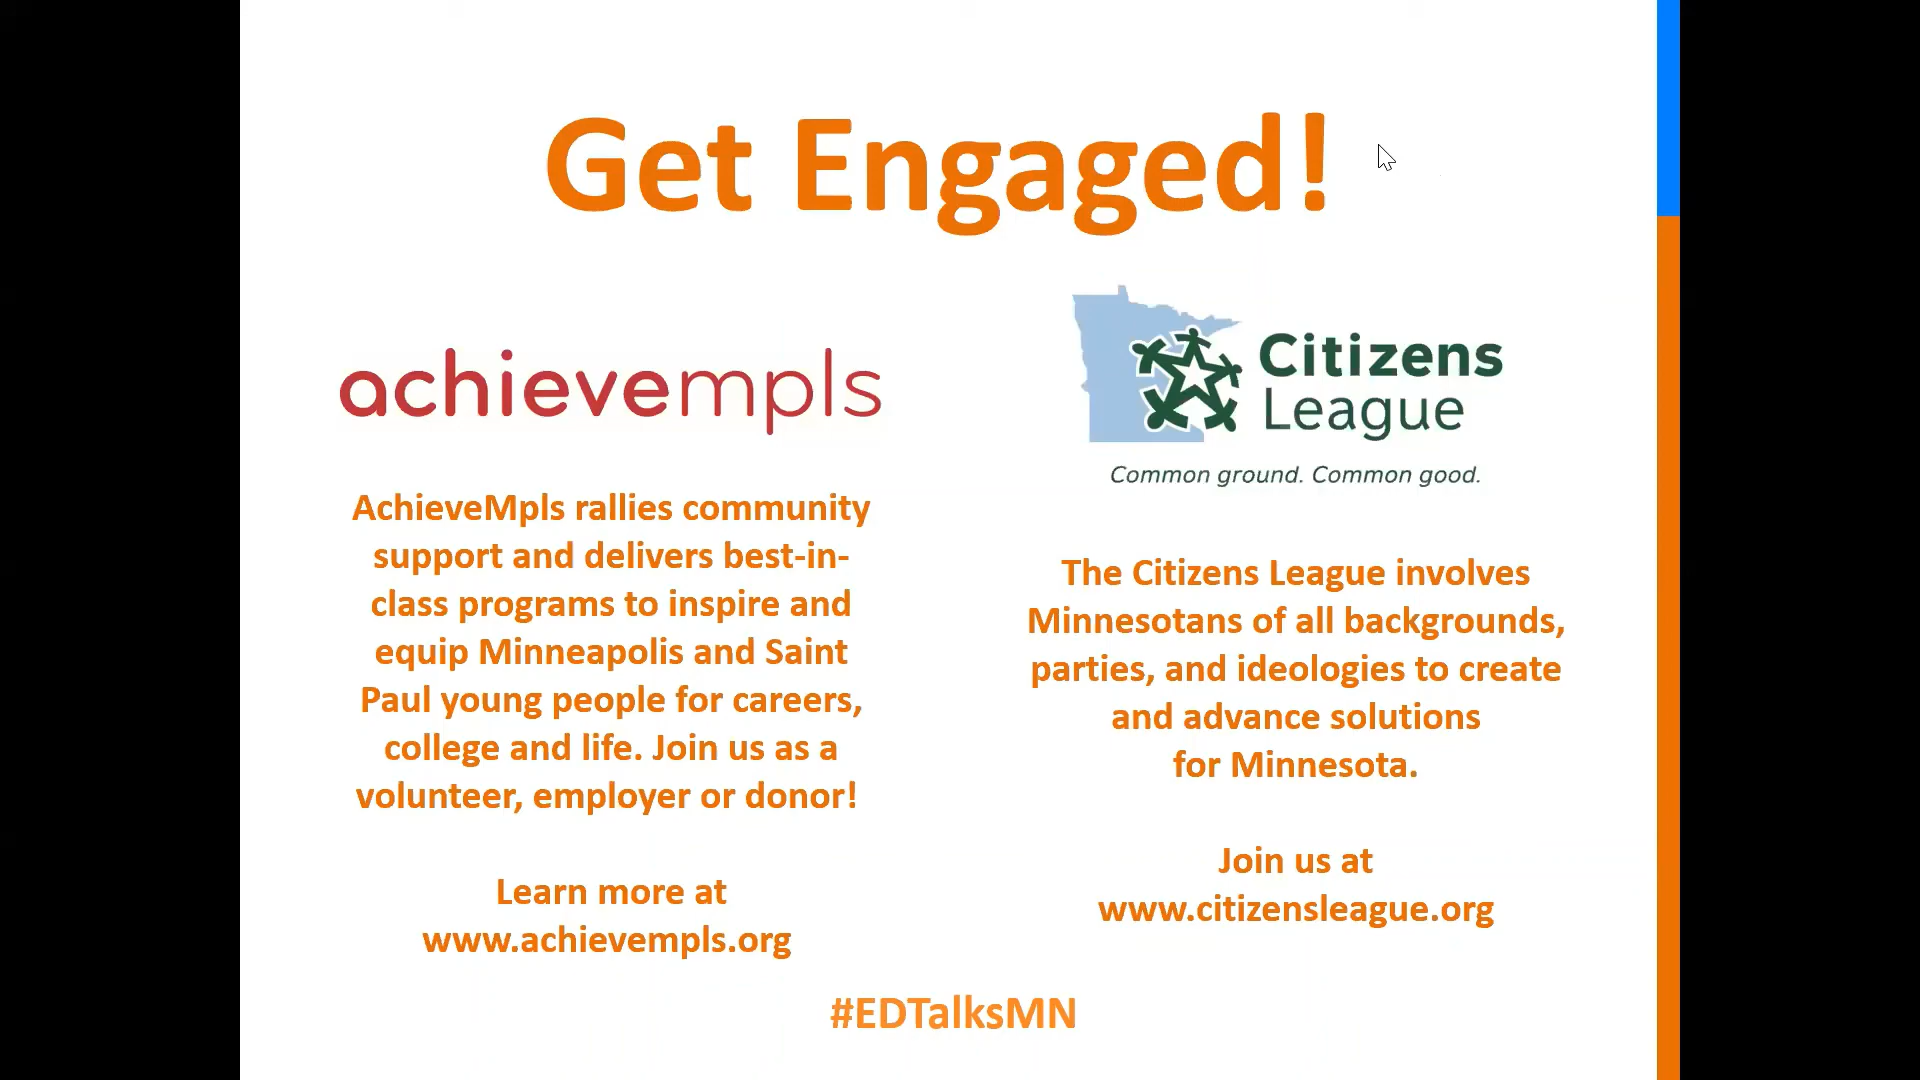 Get Engaged!
achievempls
AchieveMpls rallies community
support and delivers best-in-
class programs to inspire and
equip Minneapolis and Saint
Paul young people for careers,
college and life. Join us as a
volunteer, employer or donor!
Learn more at
www.achievempls.org
Citizens
League
Common ground. Common good.
The Citizens League involves
Minnesotans of all backgrounds,
parties, and ideologies to create
and advance solutions
for Minnesota.
Join us at
www.citizensleague.org
#EDTalksMN